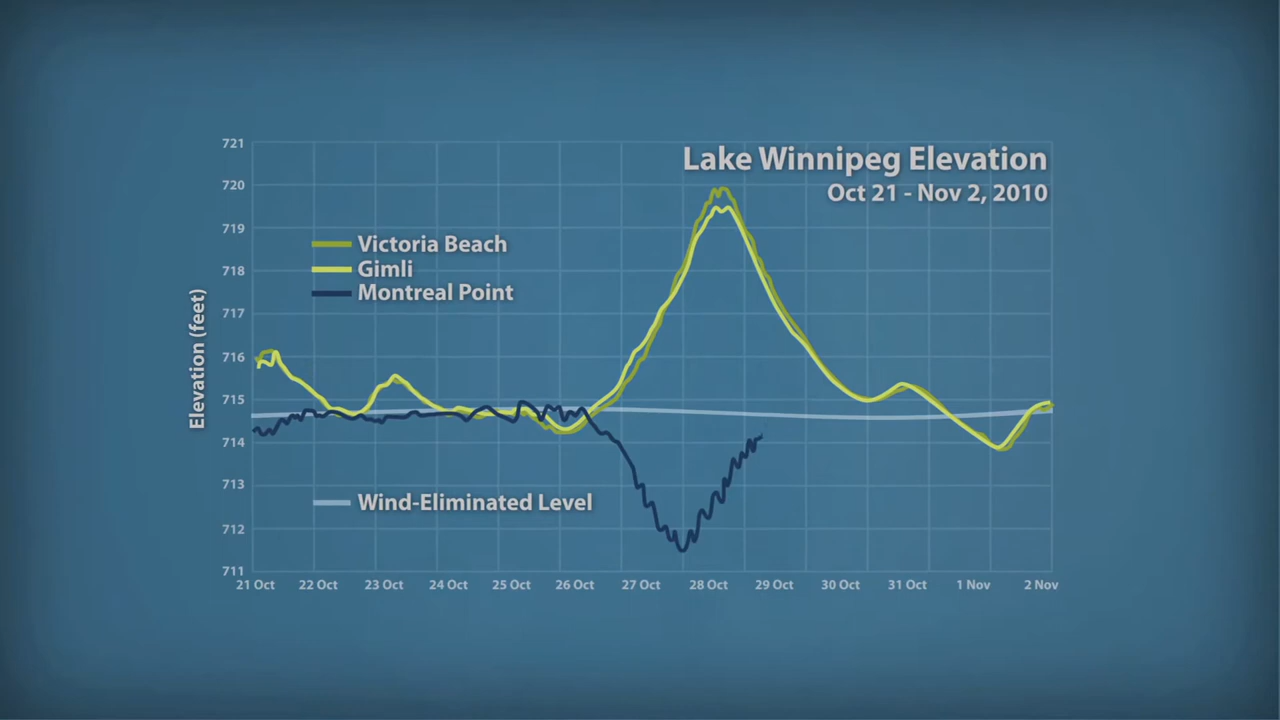 Lake Winnipeg Elevation
Oct 21 - Nov 2, 2010
Victoria Beach
Gimli
Montreal Point
Wind-Eliminated Level
Elevation (feet)
721
720
719
718
717
716
715
714
713
712
711
21 Oct 22 Oct 23 Oct 24 Oct 25 Oct 26 Oct 27 Oct 28 Oct 29 Oct 30 Oct 31 Oct 1 Nov 2 Nov